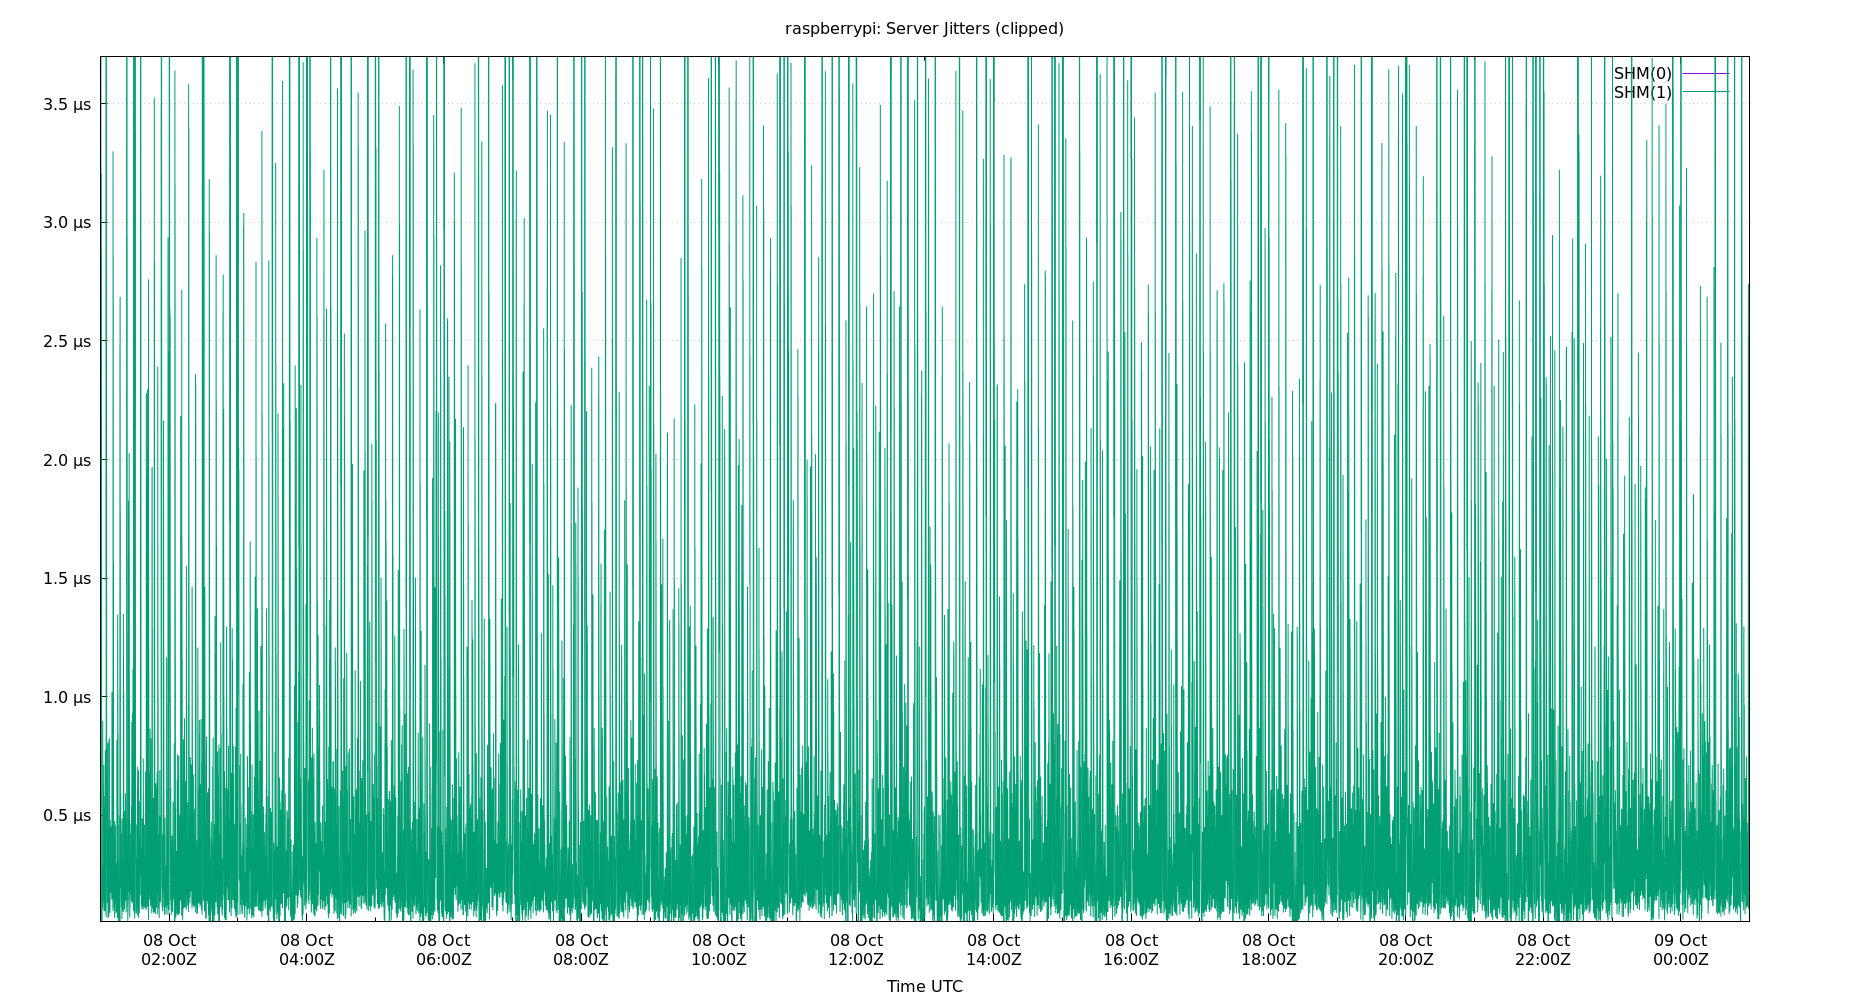 raspberrypi: Server Jitters (clipped)
SHM(0)
SHM(1)
3.5 µs
3.0 µs
2.5 µs
2.0 µs
1.5 µs
1.0 µs
0.5 µs
08 Oct 08 Oct 08 Oct 08 Oct 08 Oct 08 Oct 08 Oct 08 Oct 08 Oct 08 Oct 08 Oct 09 Oct
02:00Z 04:00Z 06:00Z 08:00Z 10:00Z 12:00Z 14:00Z 16:00Z 18:00Z 20:00Z 22:00Z 00:00Z
Time UTC